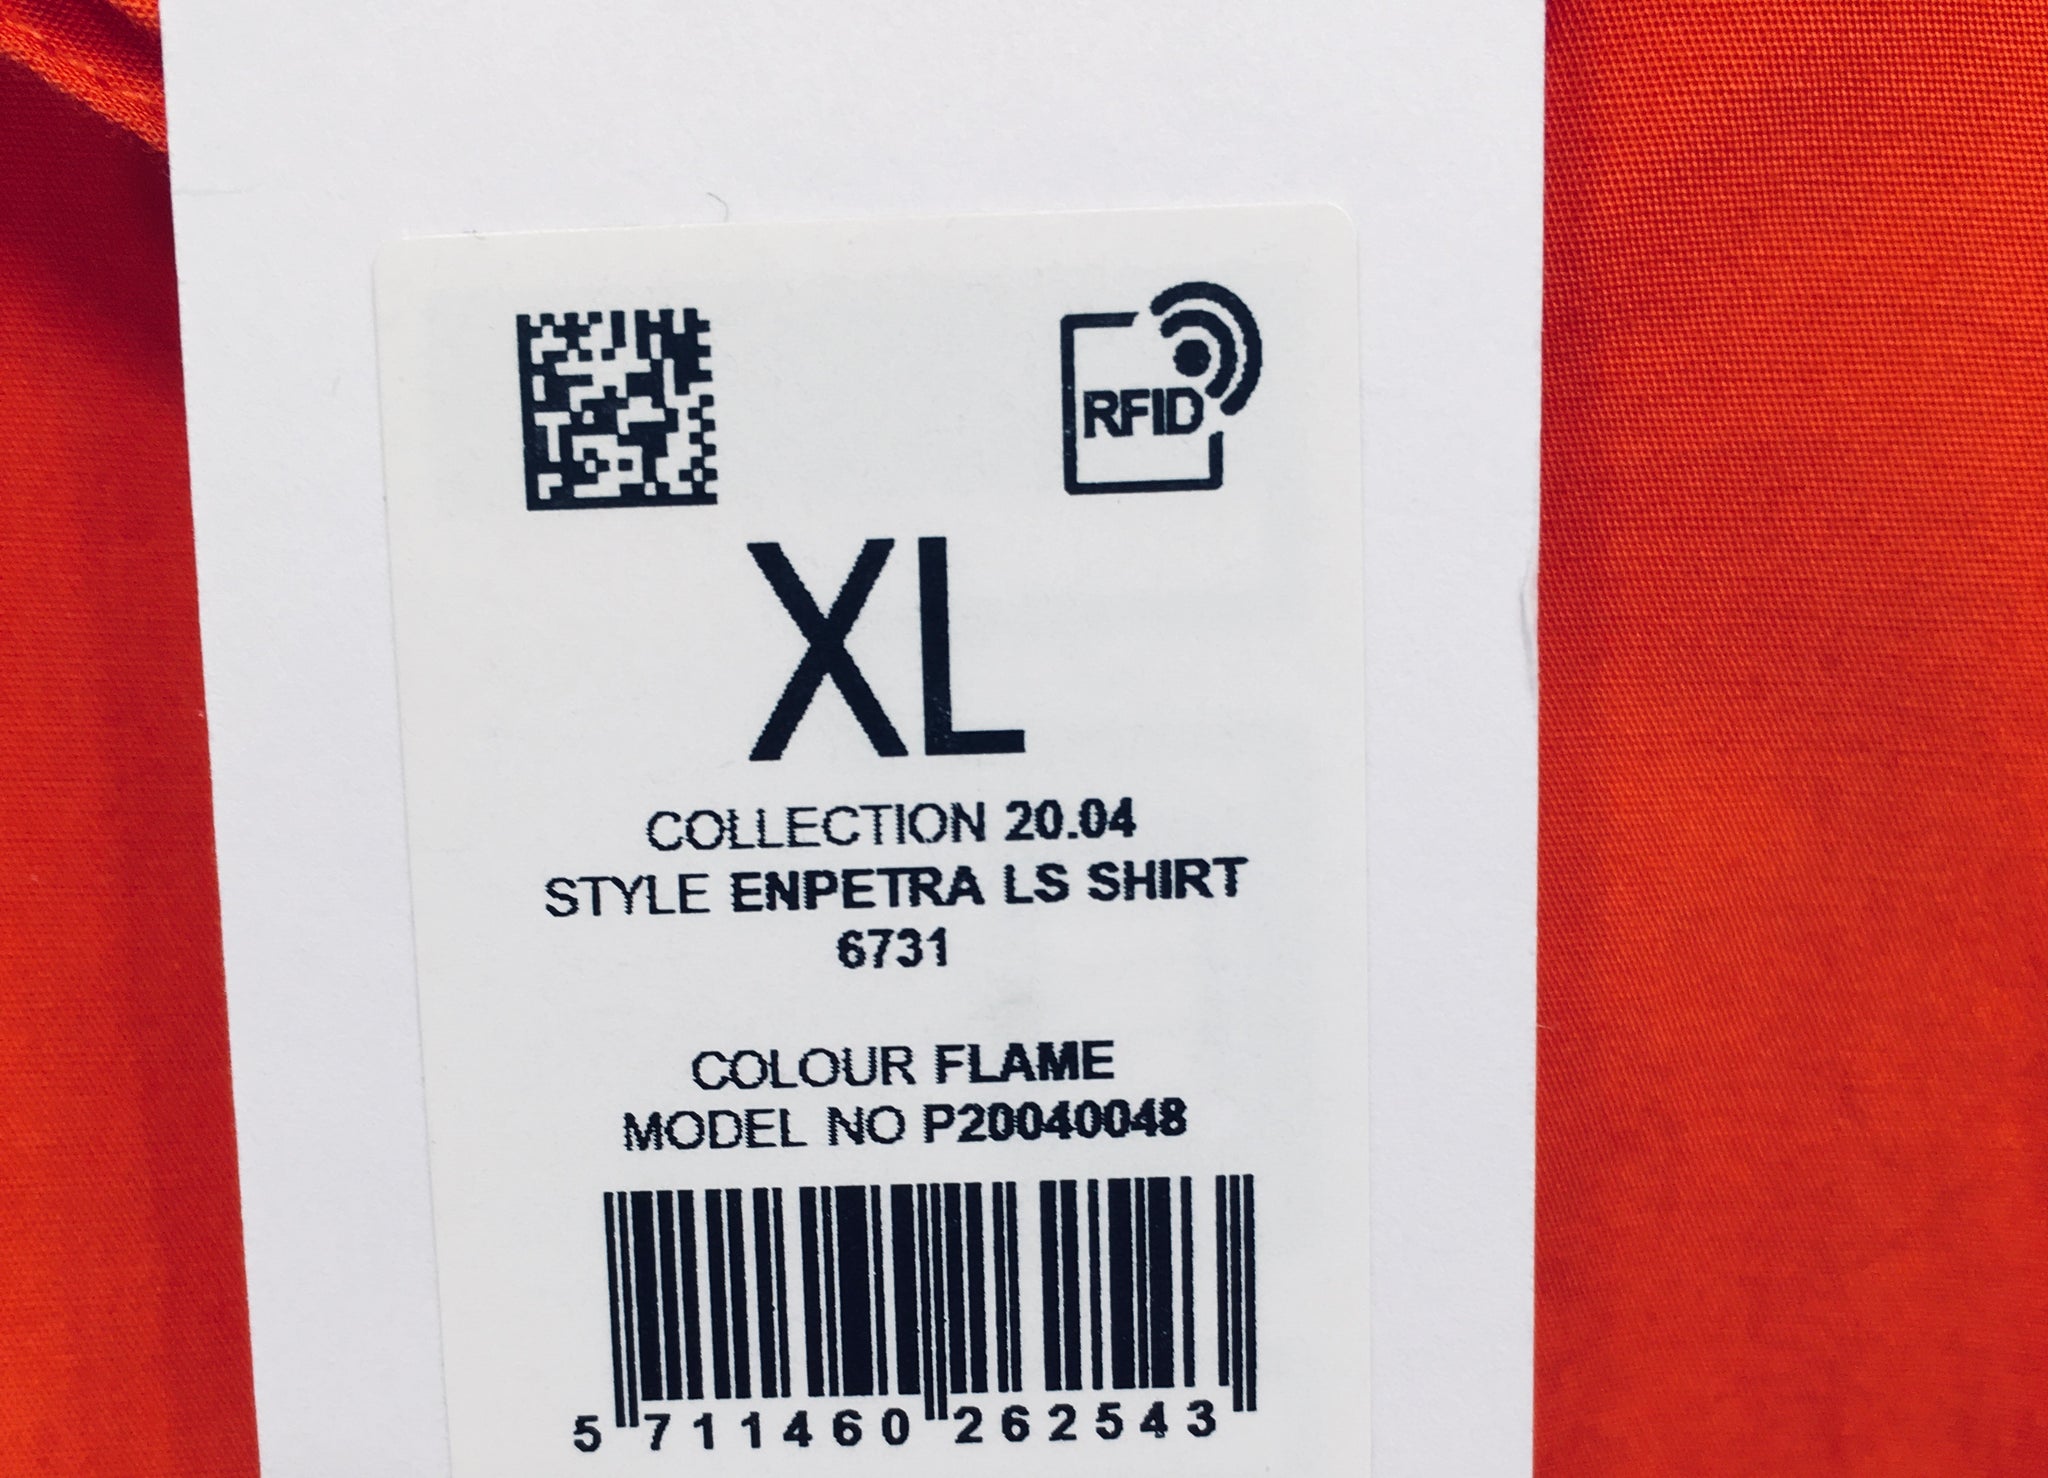 RFID
XL
COLLECTION 20.04
STYLE ENPETRA LS SHIRT
6731
COLOUR FLAME
MODEL NO P20040048
5 711460 262543